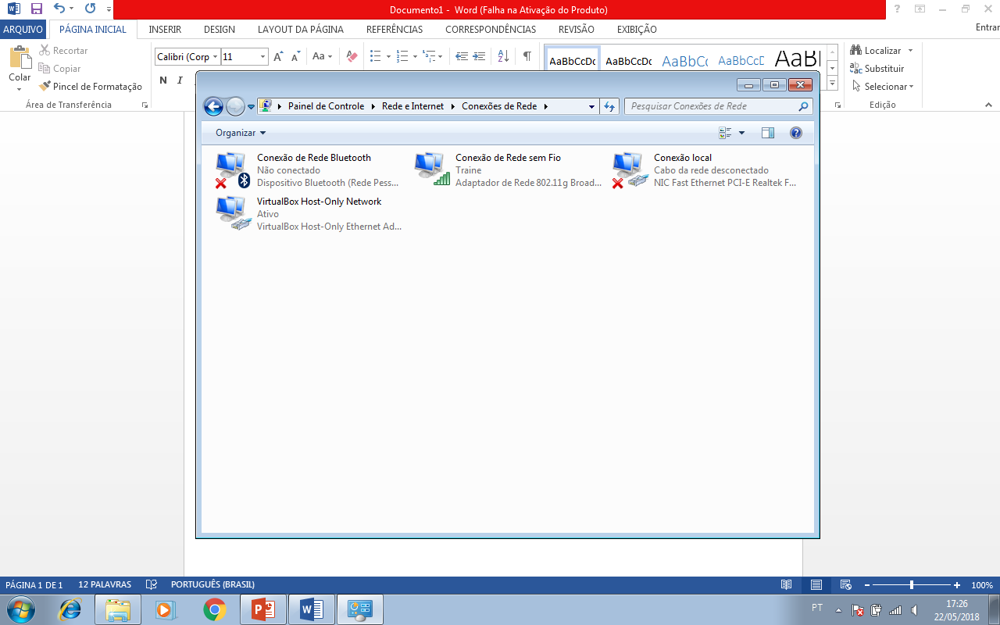 Documento1 - Word (Falha na Ativação do Produto)
ARQUIVO PÁGINA INICIAL INSERIR DESIGN LAYOUT DA PÁGINA REFERÊNCIAS CORRESPONDÊNCIAS REVISÃO EXIBIÇÃO Entrar
Colar
Recortar
Copiar
Pincel de Formatação
Área de Transferência
Calibri (Corp 11
N I
AaBbCcDc AaBbCcDc AaBbCc AaBbCcD AaB
Localizar
Substituir
Selecionar
Edição
Painel de Controle Rede e Internet Conexões de Rede
Pesquisar Conexões de Rede
Organizar
Conexão de Rede Bluetooth
Não conectado
Dispositivo Bluetooth (Rede Pess...
Conexão de Rede sem Fio
Traine
Adaptador de Rede 802.11g Broad...
Conexão local
Cabo da rede desconectado
NIC Fast Ethernet PCI-E Realtek F...
VirtualBox Host-Only Network
Ativo
VirtualBox Host-Only Ethernet Ad...
PÁGINA 1 DE 1 12 PALAVRAS PORTUGUÊS (BRASIL) 100%
PT
17:26
22/05/2018